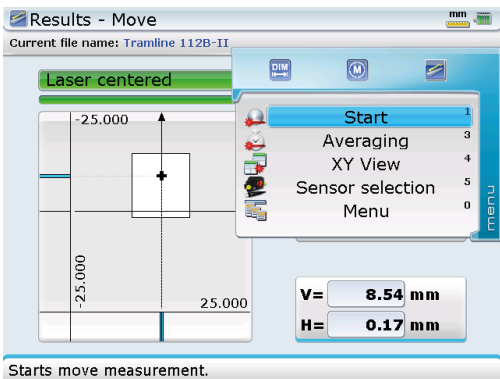 Results - Move
mm
Current file name: Tramline 112B-II
DIM
M
Laser centered
Start 1
Averaging 3
XY View 4
Sensor selection 5
Menu 0
menu
-25.000
-25.000
25.000
V= 8.54 mm
H= 0.17 mm
Starts move measurement.